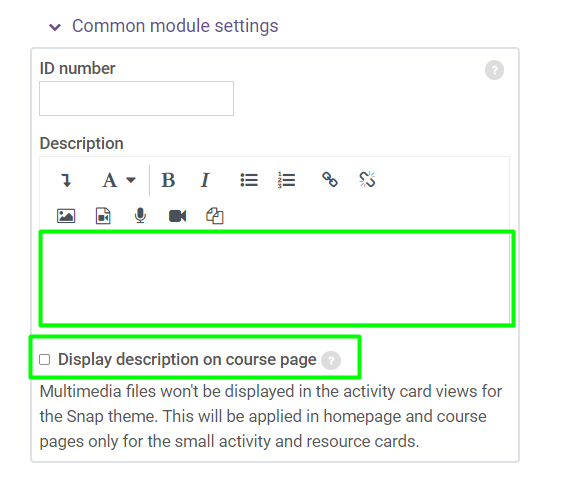 Common module settings
ID number
?
Description
A B I
Display description on course page ?
Multimedia files won't be displayed in the activity card views for
the Snap theme. This will be applied in homepage and course
pages only for the small activity and resource cards.